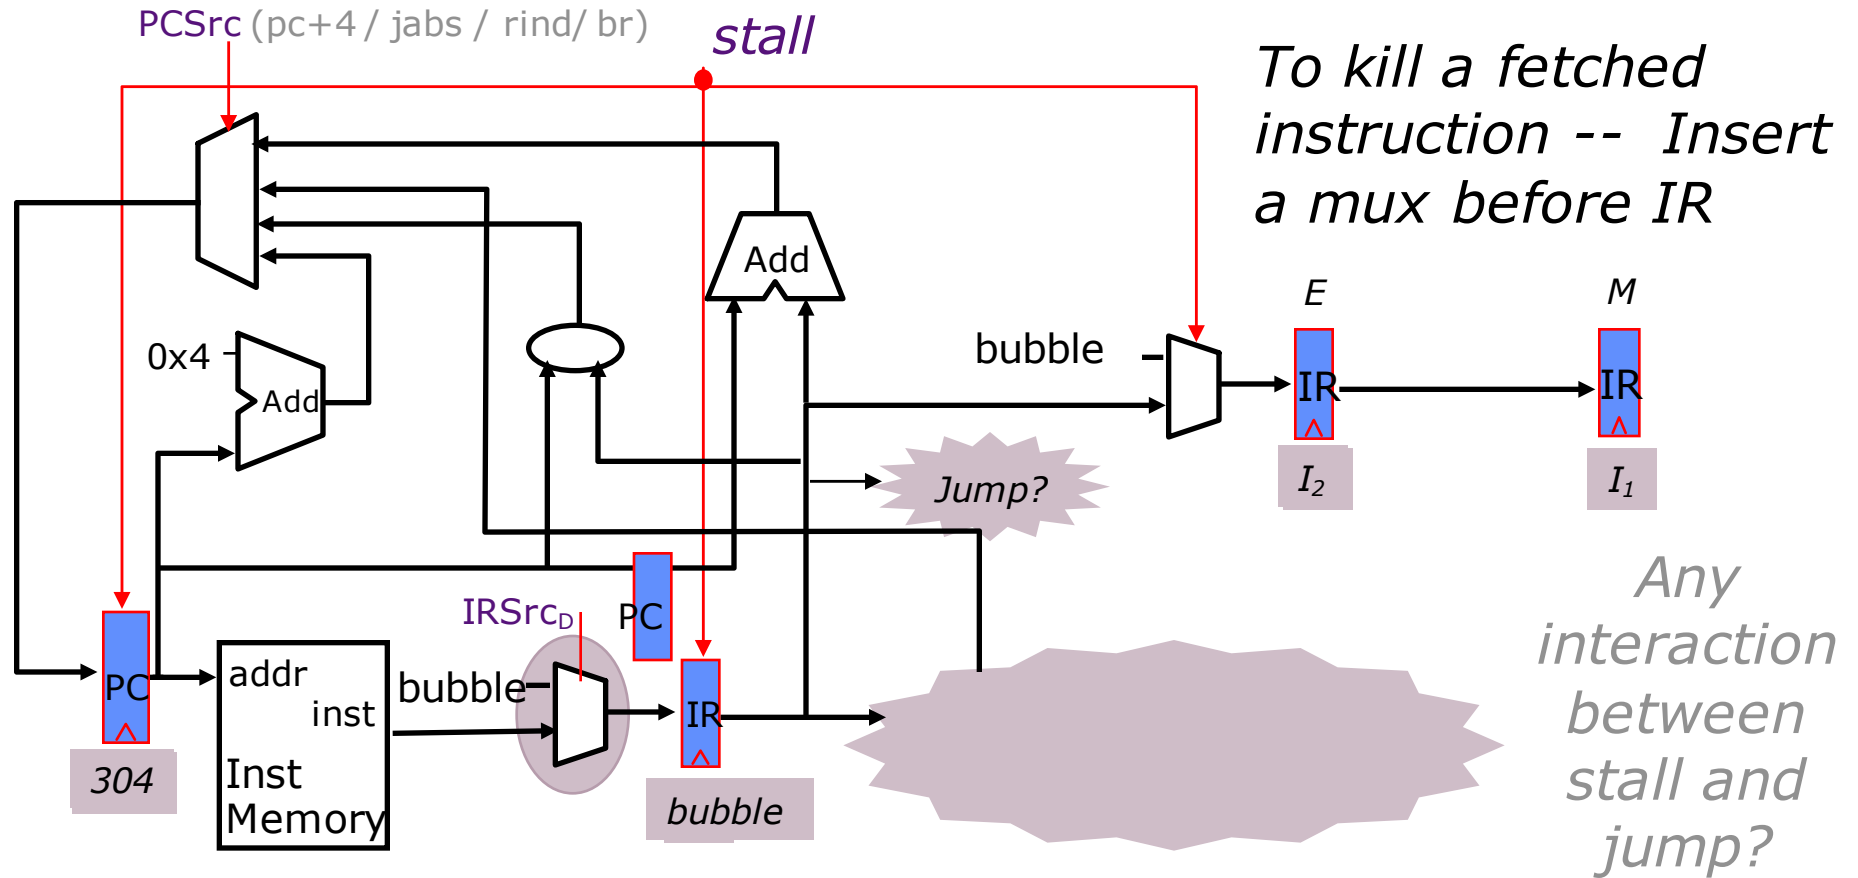 PCSrc (pc+4 / jabs / rind/ br)
stall
To kill a fetched
instruction -- Insert
a mux before IR
Add
E
M
bubble
0x4
Add
IR
IR
Jump?
I2
I1
Any
interaction
between
stall and
jump?
IRSrcD
PC
PC
addr
inst
Inst
Memory
bubble
IR
304
bubble